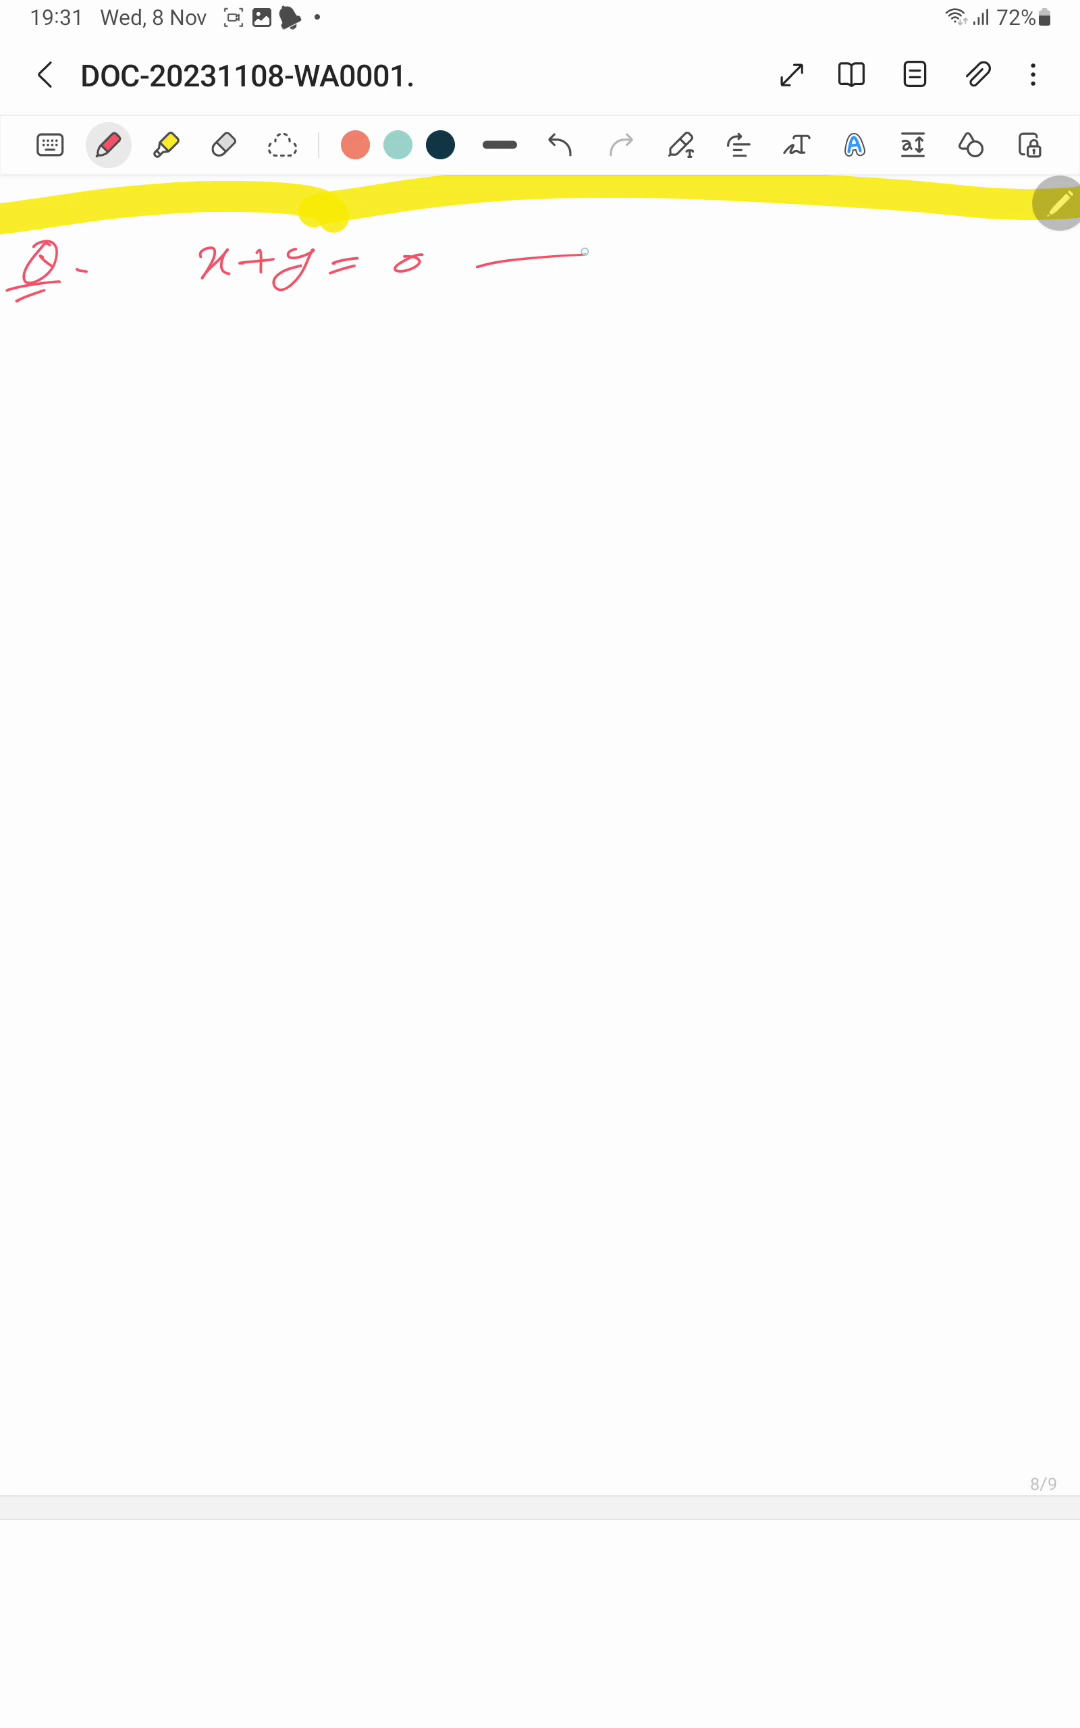 19:31 Wed, 8 Nov 72%
DOC-20231108-WA0001.
Q. - x+y = 0 ——
8/9